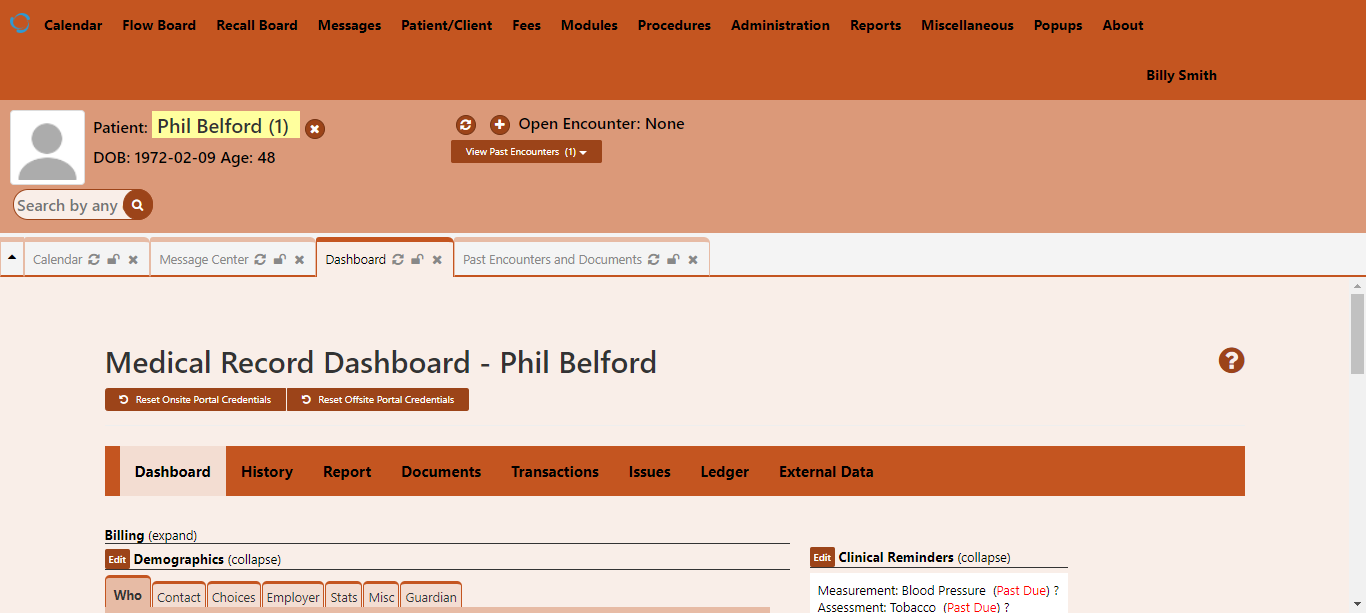 Calendar Flow Board Recall Board Messages Patient/Client Fees Modules Procedures Administration Reports Miscellaneous Popups About
Billy Smith
Patient: Phil Belford (1)
DOB: 1972-02-09 Age: 48
Search by any
Open Encounter: None
View Past Encounters (1)
Calendar Message Center Dashboard Past Encounters and Documents
Medical Record Dashboard - Phil Belford
Reset Onsite Portal Credentials Reset Offsite Portal Credentials
Dashboard History Report Documents Transactions Issues Ledger External Data
Billing (expand)
Edit Demographics (collapse)
Who Contact Choices Employer Stats Misc Guardian
Edit Clinical Reminders (collapse)
Measurement: Blood Pressure (Past Due) ?
Assessment: Tobacco (Past Due) ?